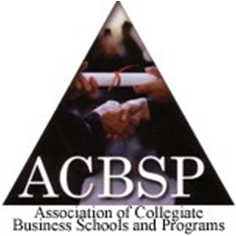 ACBSP
Association of Collegiate
Business Schools and Programs